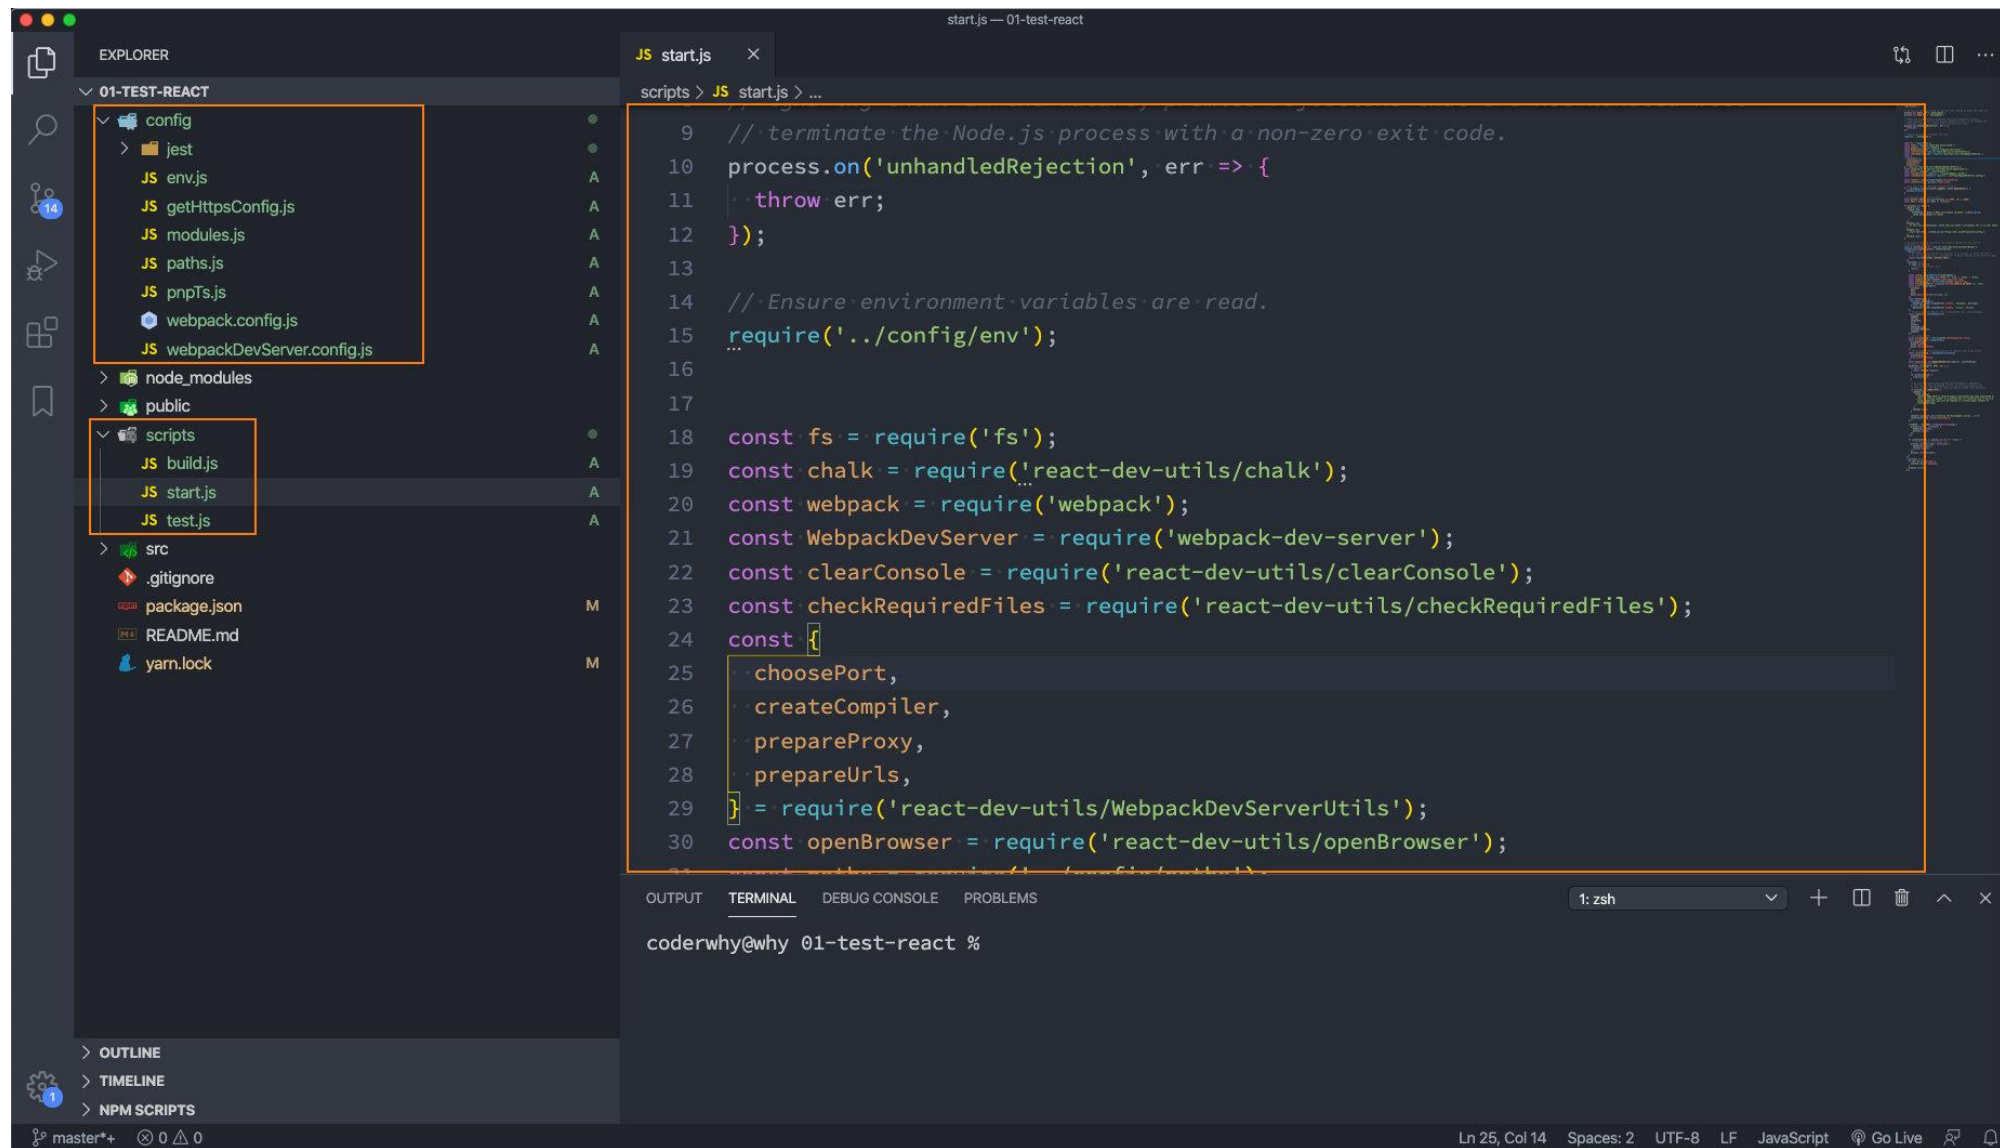 start.js — 01-test-react
EXPLORER
01-TEST-REACT
config
jest
JS env.js A
JS getHttpsConfig.js A
JS modules.js A
JS paths.js A
JS pnpTs.js A
webpack.config.js A
JS webpackDevServer.config.js A
node_modules
public
scripts
JS build.js A
JS start.js A
JS test.js A
src
.gitignore
package.json M
README.md
yarn.lock M
OUTLINE
TIMELINE
NPM SCRIPTS
14
1
JS start.js
scripts > JS start.js > ...
9 // terminate the Node.js process with a non-zero exit code.
10 process.on('unhandledRejection', err => {
11 throw err;
12 });
13
14 // Ensure environment variables are read.
15 require('../config/env');
16
17
18 const fs = require('fs');
19 const chalk = require('react-dev-utils/chalk');
20 const webpack = require('webpack');
21 const WebpackDevServer = require('webpack-dev-server');
22 const clearConsole = require('react-dev-utils/clearConsole');
23 const checkRequiredFiles = require('react-dev-utils/checkRequiredFiles');
24 const {
25 choosePort,
26 createCompiler,
27 prepareProxy,
28 prepareUrls,
29 } = require('react-dev-utils/WebpackDevServerUtils');
30 const openBrowser = require('react-dev-utils/openBrowser');
OUTPUT TERMINAL DEBUG CONSOLE PROBLEMS 1: zsh
coderwhy@why 01-test-react %
master*+ 0 0 Ln 25, Col 14 Spaces: 2 UTF-8 LF JavaScript Go Live